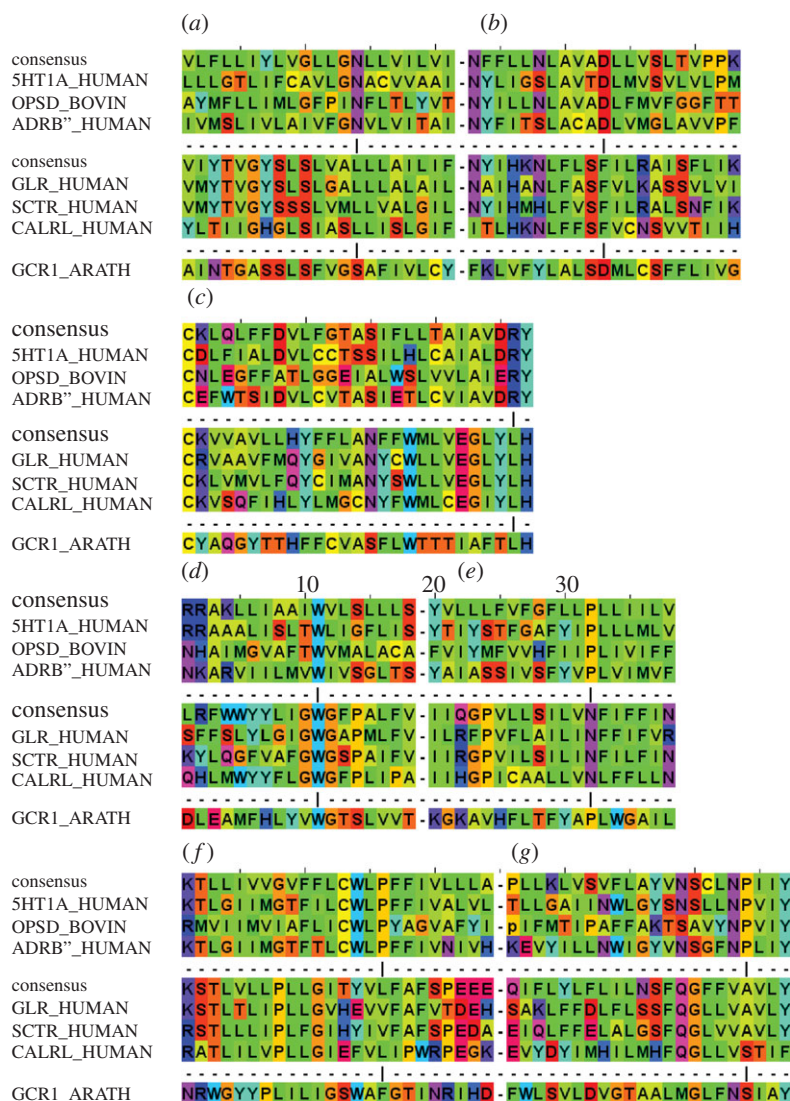 (a) (b)
consensus VLFLLIYLVGLLGNLLVILVI-NFFLLNLAVADLLVSLTVPPK
5HT1A_HUMAN LLLGTLIFCAVLGNACVVAAI-NYLIGSLAVTDLMVSVLVLPM
OPSD_BOVIN AYMFLLIMLGFPINFLTLYVT-NYILLNLAVADLFMVFGGFTT
ADRB”_HUMAN IVMSLIVLAIVFGNVLVITAI-NYFITSLACADLVMGLAVVPF
consensus VIYTVGYSLSLVALLLAILIF-NYIHKNLFLSFILRAISFLIK
GLR_HUMAN VMYTVGYSLSLGALLLALAIL-NAIHANLFASFVLKASSVLVI
SCTR_HUMAN VMYTVGYSSSLVMLLVALGIL-NYIHMHLFVSFILRALSNFIK
CALRL_HUMAN YLTIIGHGLSIASLLISLGIF-ITLHKNLFFSFVCNSVVTIIH
GCR1_ARATH AINTGASSLSFVGSAFIVLCY-FKLVFYLALSDMLCSFFLIVG
(c)
consensus CKLQLFFDVLFGTASIFLLTAIAVDRY
5HT1A_HUMAN CDLFIALDVLCCTSSILHLCAIALDRY
OPSD_BOVIN CNLEGFFATLGGEIALWSLVVLAIERY
ADRB”_HUMAN CEFWTSIDVLCVTASIETLCVIAVDRY
consensus CKVVAVLLHYFFLANFFWMLVEGLYLH
GLR_HUMAN CRVAAVFMQYGIVANYCWLLVEGLYLH
SCTR_HUMAN CKLVMVLFQYCIMANYSWLLVEGLYLH
CALRL_HUMAN CKVSQFIHLYLMGCNYFWMLCEGIYLH
GCR1_ARATH CYAQGYTTHFFCVASFLWTTTIAFTLH
(d) 10 20 (e) 30
consensus RRAKLLIAAIWVLSLLLS-YVLLLFVFGFLLPLLIILV
5HT1A_HUMAN RRAAALISLTWLIGFLIS-YTIYSTFGAFYIPLLLMLV
OPSD_BOVIN NHAIMGVAFTWVMALACA-FVIYMFVVHFIIPLIVIFF
ADRB”_HUMAN NKARVIILMVWIVSGLTS-YAIASSIVSFYVPLVIMVF
consensus LRFWWYYLIGWGFPALFV-IIQGPVLLSILVNFIFFIN
GLR_HUMAN SFFSLYLGIGWGAPMLFV-ILRFPVFLAILINFFIFVR
SCTR_HUMAN KYLQGFVAFGWGSPAIFV-IIRGPVILSILINFILFIN
CALRL_HUMAN QHLMWYYFLGWGFPLIPA-IIHGPICAALLVNLFFLLN
GCR1_ARATH DLEAMFHLYVWGTSLVVT-KGKAVHFLTFYAPLWGAIL
(f) (g)
consensus KTLLIVVGVFFLCWLPFFIVLLLA-PLLKLVSVFLAYVNSCLNPIIY
5HT1A_HUMAN KTLGIIMGTFILCWLPFFIVALVL-TLLGAIINWLGYSNSLLNPVIY
OPSD_BOVIN RMVIIMVIAFLICWLPYAGVAFYI-pIFMTIPAFFAKTSAVYNPVIY
ADRB”_HUMAN KTLGIIMGTFTLCWLPFFIVNIVH-KEVYILLNWIGYVNSGFNPLIY
consensus KSTLVLLPLLGITYVLFAFSPEEE-QIFLYLFLILNSFQGFFVAVLY
GLR_HUMAN KSTLTLIPLLGVHEVVFAFVTDEH-SAKLFFDLFLSSFQGFLVAVLY
SCTR_HUMAN RSTLLLIPLFGIHYIVFAFSPEDA-EIQLFFELALGSFQGLVVAVLY
CALRL_HUMAN RATLILVPLLGIEFVLIPWRPEGK-EVYDYIMHILMHFQGLLVSTIF
GCR1_ARATH NRWGYYPLILIGSWAFGTINRIHD-FWLSVLDVGTAALMGLFNSIAY